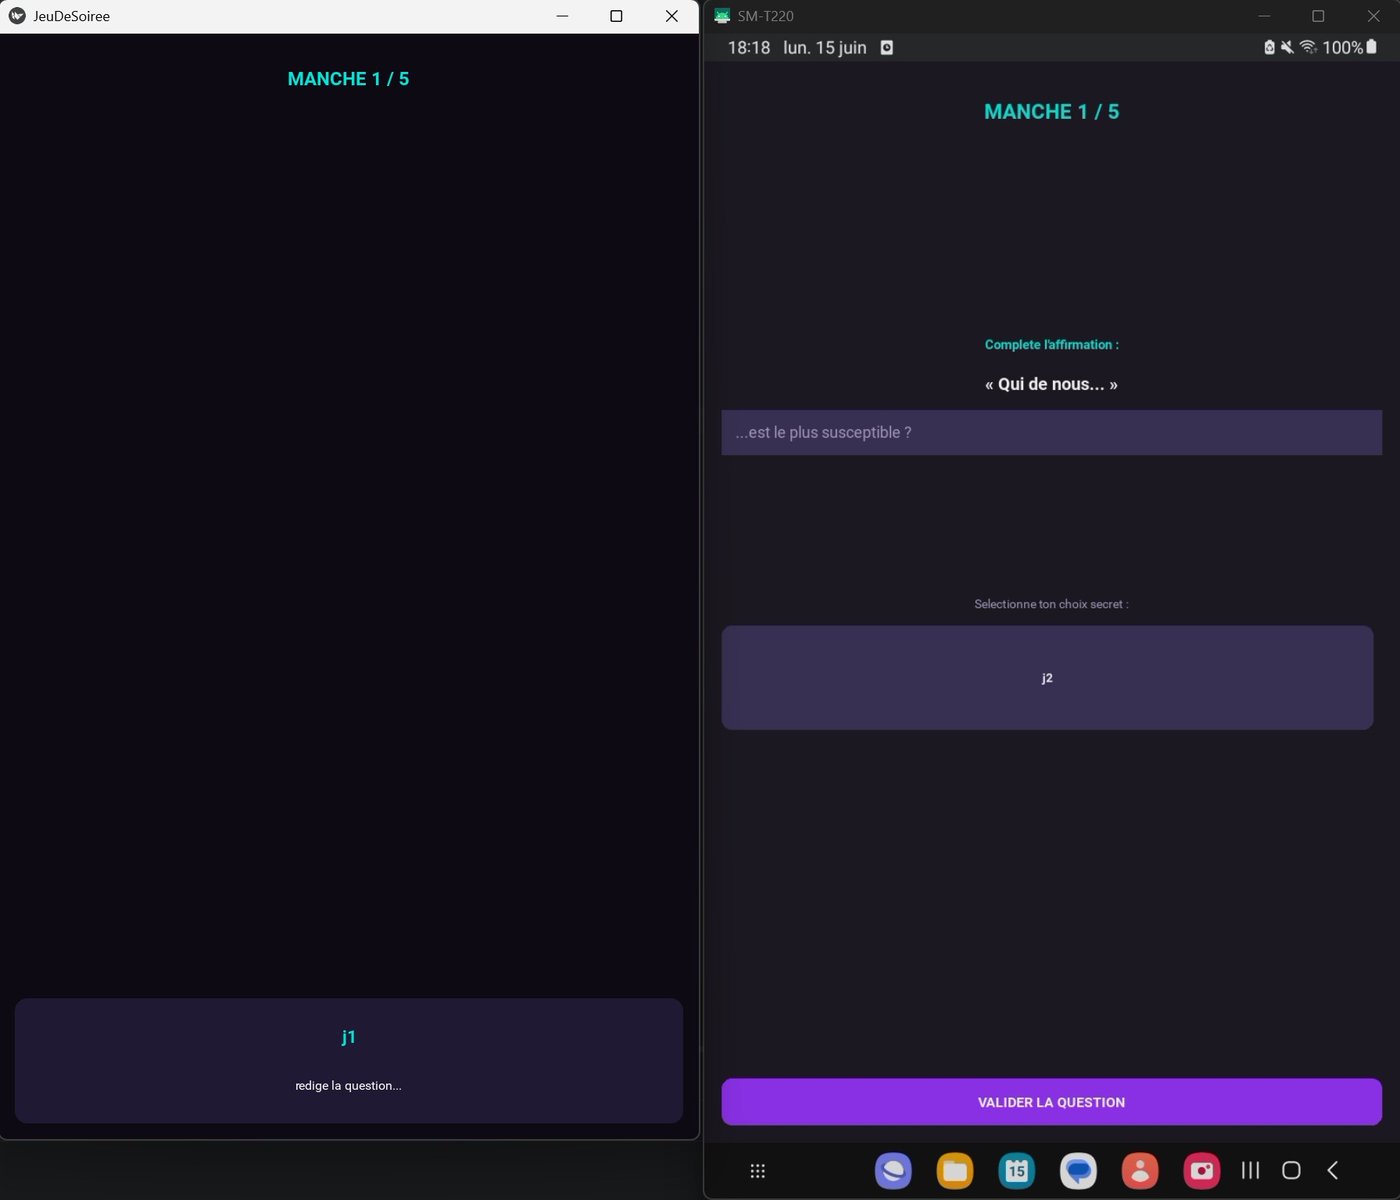 JeuDeSoiree
MANCHE 1 / 5
j1
redige la question...
SM-T220
18:18 lun. 15 juin
100%
MANCHE 1 / 5
Complete l'affirmation :
« Qui de nous... »
...est le plus susceptible ?
Selectionne ton choix secret :
j2
VALIDER LA QUESTION
15